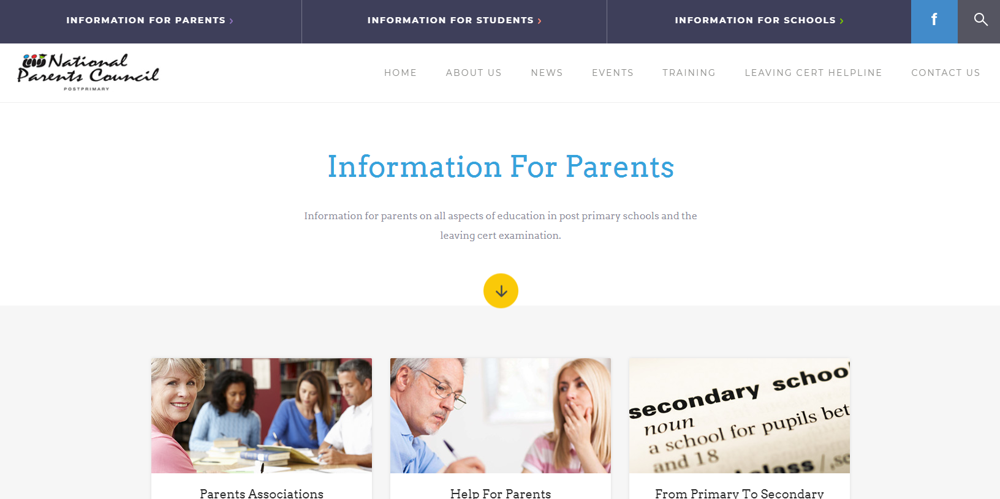 INFORMATION FOR PARENTS ›
INFORMATION FOR STUDENTS ›
INFORMATION FOR SCHOOLS ›
f
National
Parents Council
POSTPRIMARY
HOME
ABOUT US
NEWS
EVENTS
TRAINING
LEAVING CERT HELPLINE
CONTACT US
Information For Parents
Information for parents on all aspects of education in post primary schools and the
leaving cert examination.
secondary schoo
noun
a school for pupils bet
and 18
class
Parents Associations
Help For Parents
From Primary To Secondary